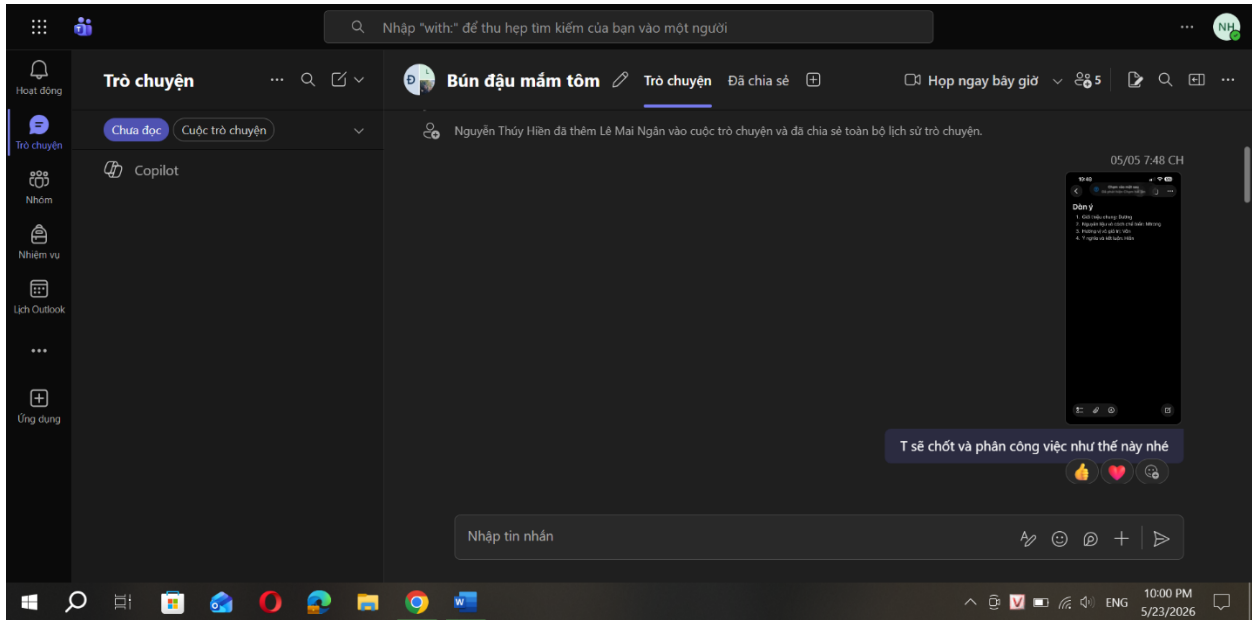 Nhập "with:" để thu hẹp tìm kiếm của bạn vào một người
NH
Hoạt động
Trò chuyện
Nhóm
Nhiệm vụ
Lịch Outlook
Ứng dụng
Trò chuyện
Chưa đọc
Cuộc trò chuyện
Copilot
Đ
Bún đậu mắm tôm
Trò chuyện
Đã chia sẻ
Họp ngay bây giờ
5
Nguyễn Thúy Hiền đã thêm Lê Mai Ngân vào cuộc trò chuyện và đã chia sẻ toàn bộ lịch sử trò chuyện.
05/05 7:48 CH
Dàn ý
T sẽ chốt và phân công việc như thế này nhé
Nhập tin nhắn
ENG
10:00 PM
5/23/2026